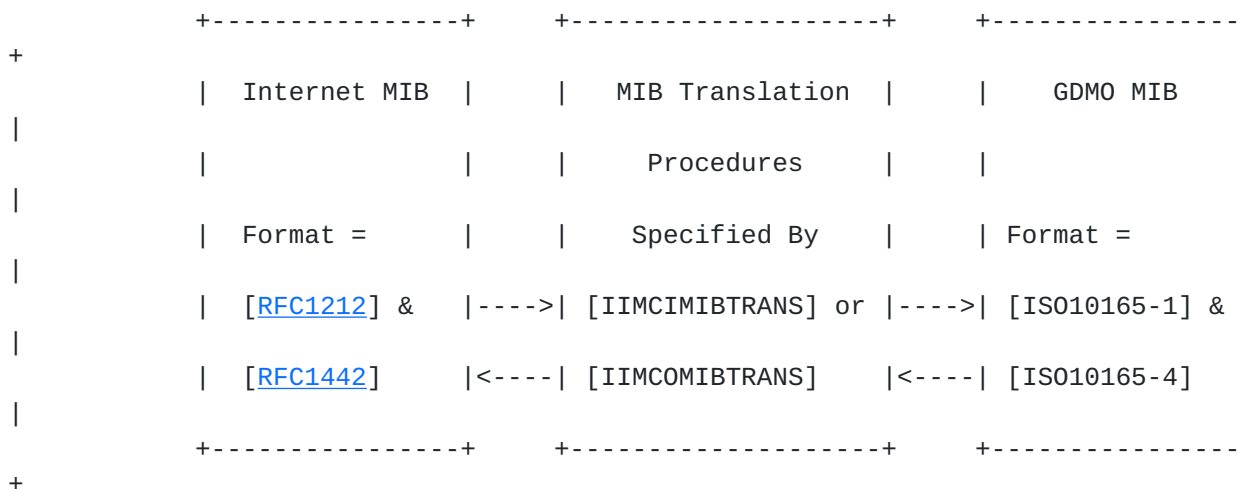 +----------------+     +--------------------+     +----------------
+
            |  Internet MIB  |     |   MIB Translation  |     |    GDMO MIB
|
            |                |     |     Procedures     |     |
|
            |  Format =      |     |    Specified By    |     | Format =
|
            |  [RFC1212] &   |---->| [IIMCIMIBTRANS] or |---->| [ISO10165-1] &
|
            |  [RFC1442]     |<----| [IIMCOMIBTRANS]    |<----| [ISO10165-4]
|
            +----------------+     +--------------------+     +----------------
+